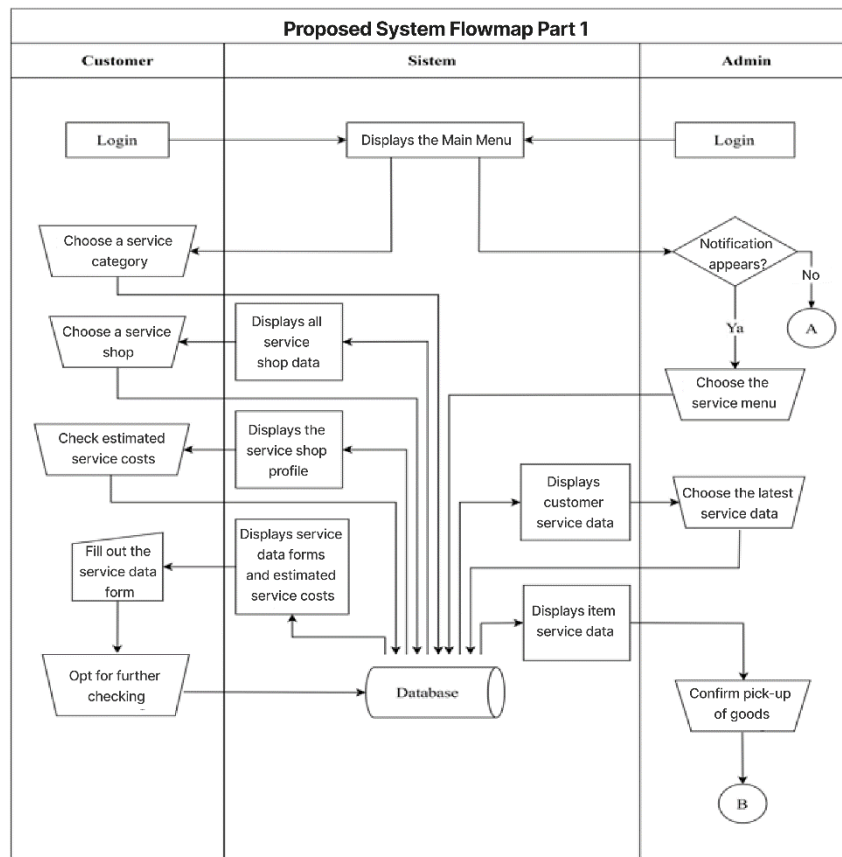 Proposed System Flowmap Part 1
Customer
Sistem
Admin
Login
Displays the Main Menu
Login
Choose a service
category
Notification
appears?
No
A
Ya
Choose a service
shop
Displays all
service
shop data
Choose the
service menu
Check estimated
service costs
Displays the
service shop
profile
Displays
customer
service data
Choose the latest
service data
Fill out the
service data
form
Displays service
data forms
and estimated
service costs
Displays item
service data
Opt for further
checking
Database
Confirm pick-up
of goods
B